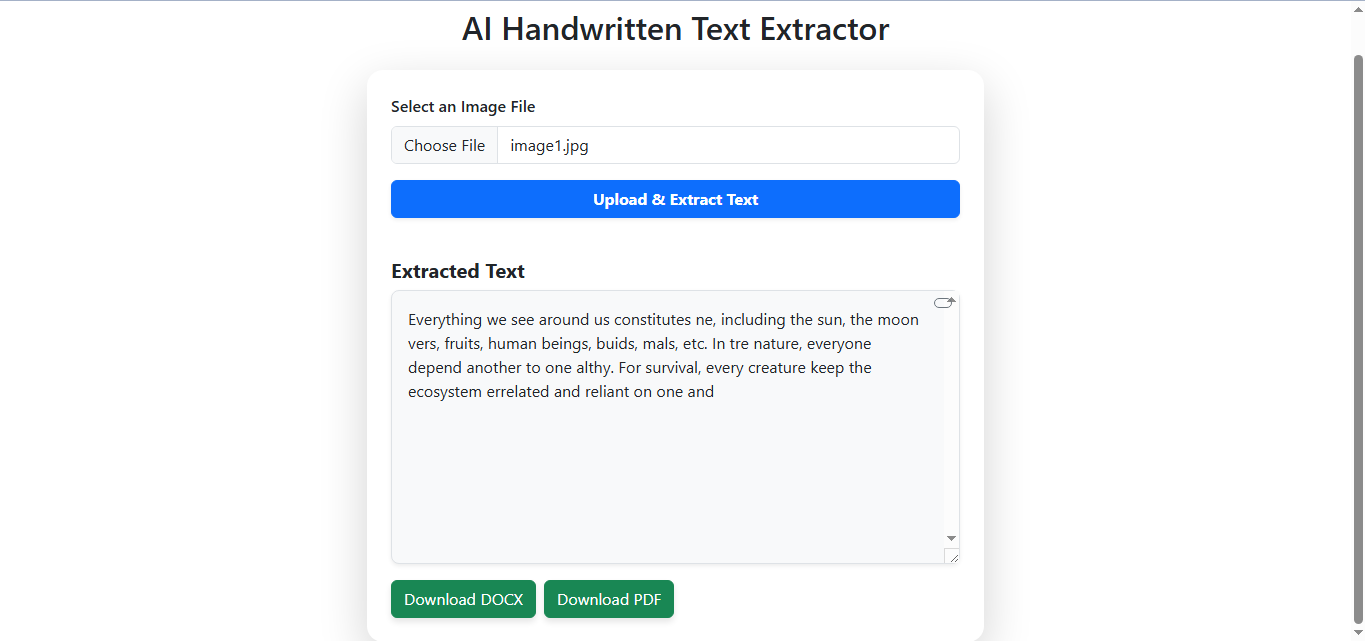 AI Handwritten Text Extractor
Select an Image File
Choose File image1.jpg
Upload & Extract Text
Extracted Text
Everything we see around us constitutes ne, including the sun, the moon
vers, fruits, human beings, buids, mals, etc. In tre nature, everyone
depend another to one althy. For survival, every creature keep the
ecosystem errelated and reliant on one and
Download DOCX Download PDF